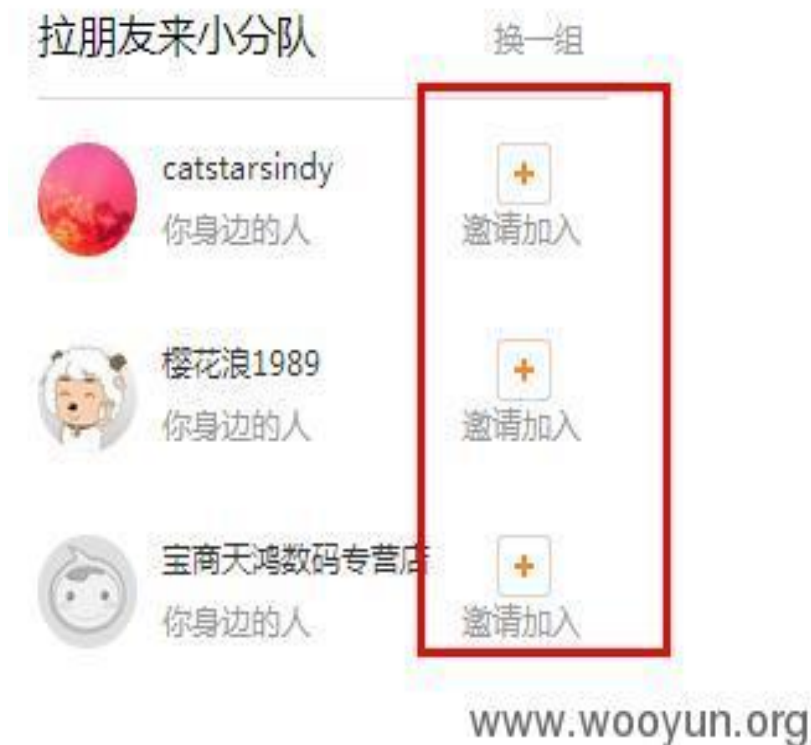 拉朋友来小分队 换一组
catstarsindy
你身边的人 邀请加入
樱花浪1989
你身边的人 邀请加入
宝商天鸿数码专营店
你身边的人 邀请加入
www.wooyun.org